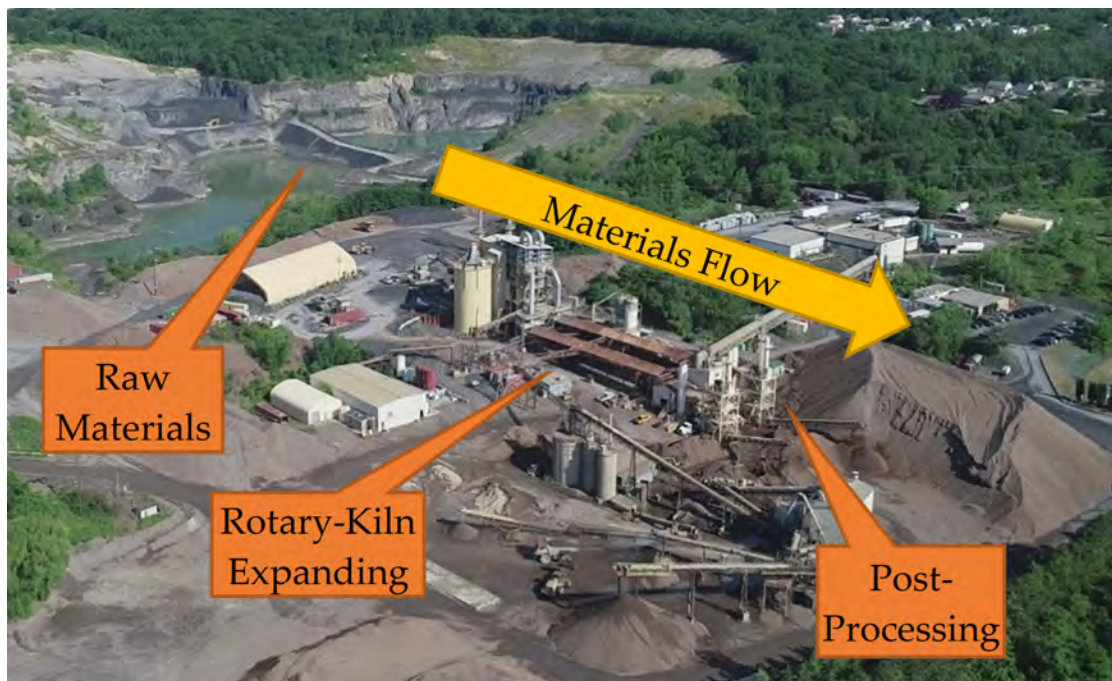 Materials Flow
Raw
Materials
Rotary-Kiln
Expanding
Post-
Processing